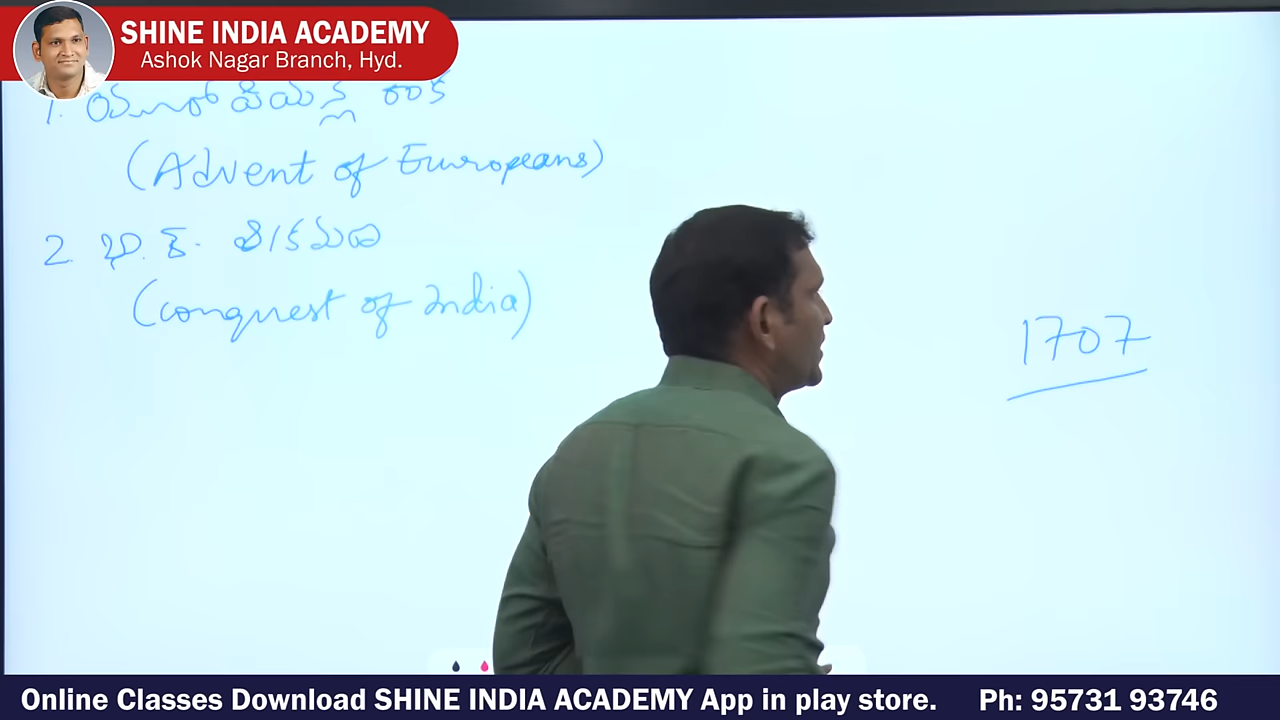 SHINE INDIA ACADEMY
Ashok Nagar Branch, Hyd.
1. యూరోపియన్ల రాక
(Advent of Europeans)
2. భా.దే.
(conquest of India)
1707
Online Classes Download SHINE INDIA ACADEMY App in play store. Ph: 95731 93746